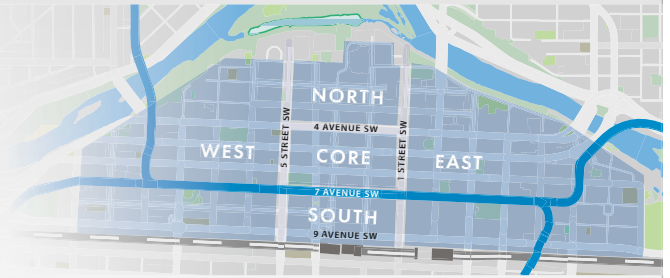 NORTH
4 AVENUE SW
5 STREET SW
1 STREET SW
WEST
CORE
EAST
7 AVENUE SW
SOUTH
9 AVENUE SW